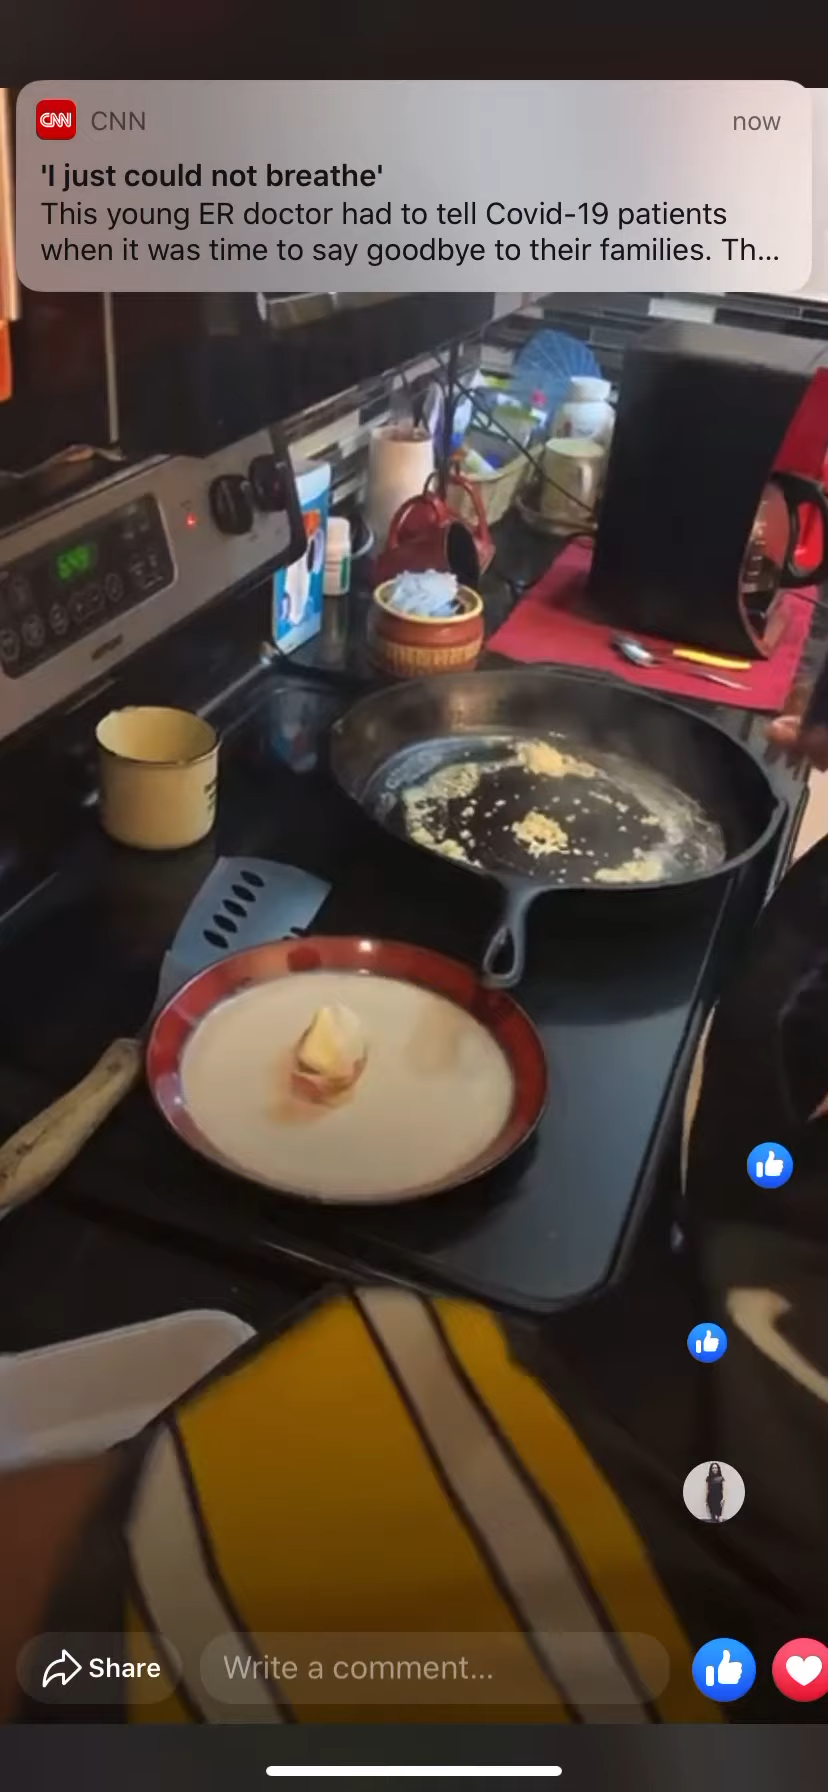 CNN CNN now
'I just could not breathe'
This young ER doctor had to tell Covid-19 patients
when it was time to say goodbye to their families. Th...
Share Write a comment...